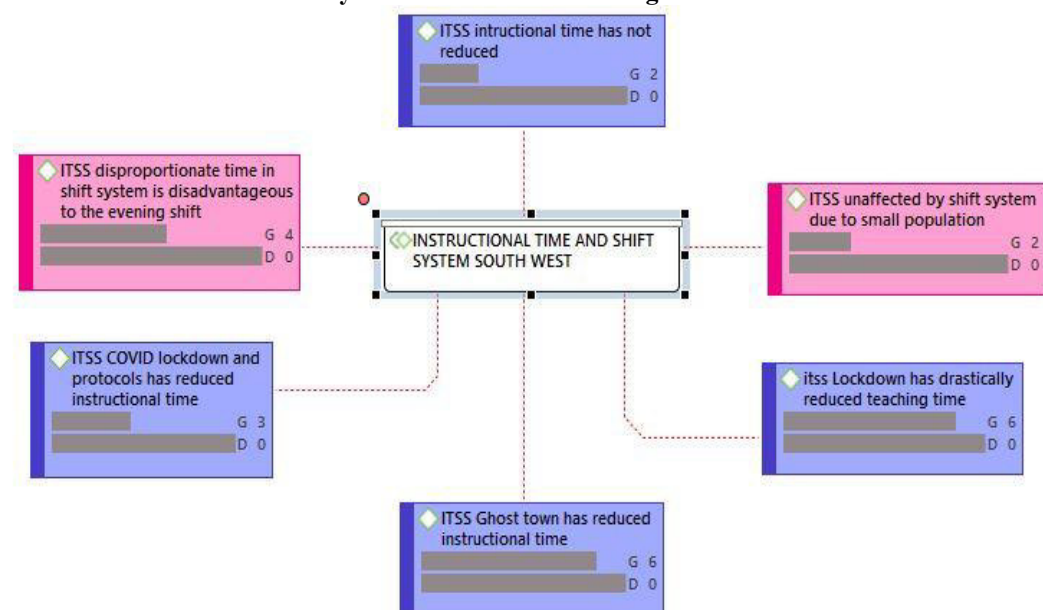 ITSS intructional time has not
reduced
G 2
D 0
ITSS disproportionate time in
shift system is disadvantageous
to the evening shift
G 4
D 0
INSTRUCTIONAL TIME AND SHIFT
SYSTEM SOUTH WEST
ITSS unaffected by shift system
due to small population
G 2
D 0
ITSS COVID lockdown and
protocols has reduced
instructional time
G 3
D 0
itss Lockdown has drastically
reduced teaching time
G 6
D 0
ITSS Ghost town has reduced
instructional time
G 6
D 0